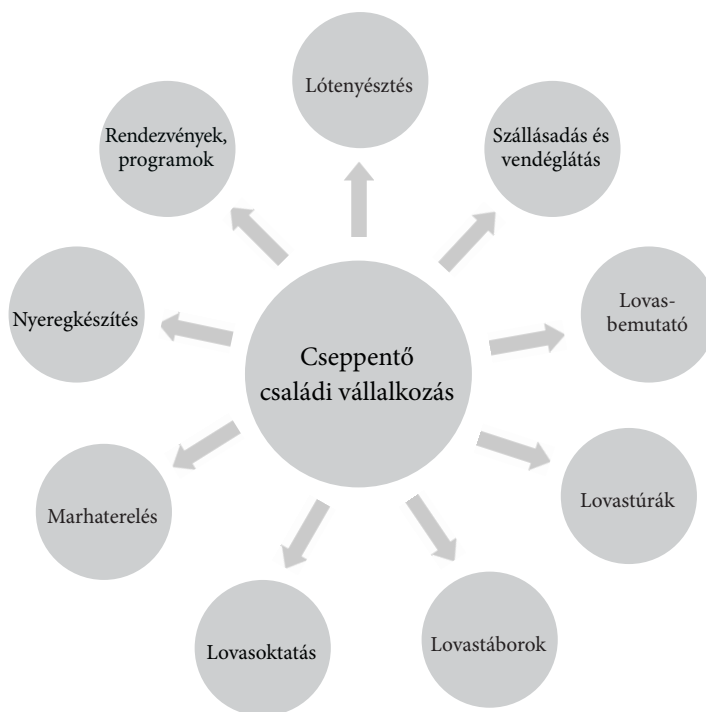 Lótenyésztés
Szállásadás és
vendéglátás
Lovas-
bemutató
Lovastúrák
Lovastáborok
Lovasoktatás
Marhaterelés
Nyeregkészítés
Rendezvények,
programok
Cseppentő
családi vállalkozás